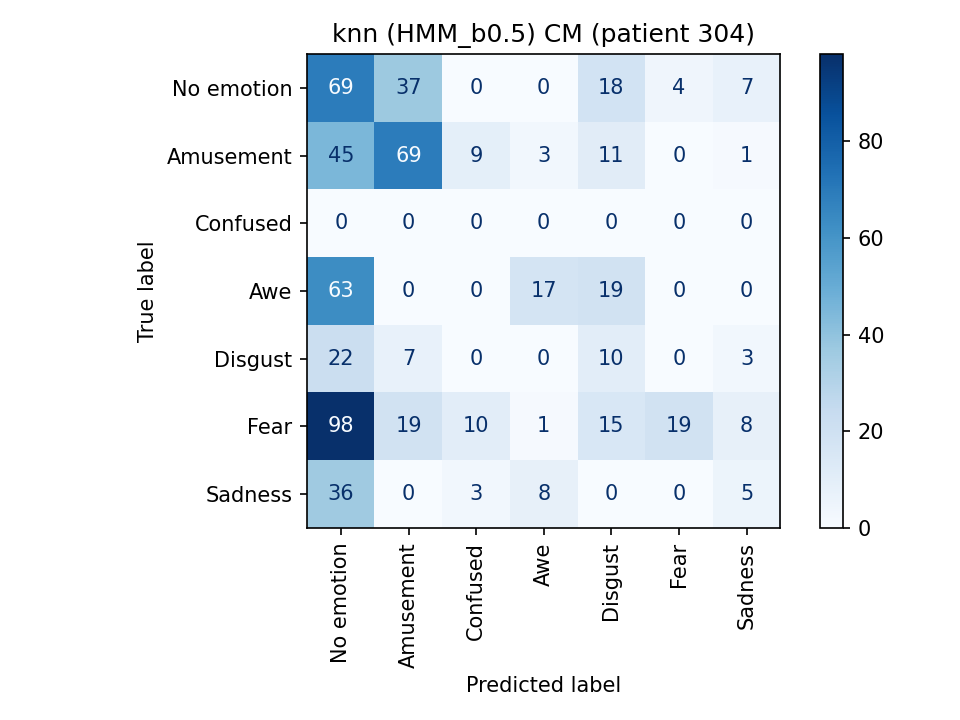 knn (HMM_b0.5) CM (patient 304)
True label
No emotion 69 37 0 0 18 4 7
Amusement 45 69 9 3 11 0 1
Confused 0 0 0 0 0 0 0
Awe 63 0 0 17 19 0 0
Disgust 22 7 0 0 10 0 3
Fear 98 19 10 1 15 19 8
Sadness 36 0 3 8 0 0 5
No emotion Amusement Confused Awe Disgust Fear Sadness
Predicted label
80
60
40
20
0